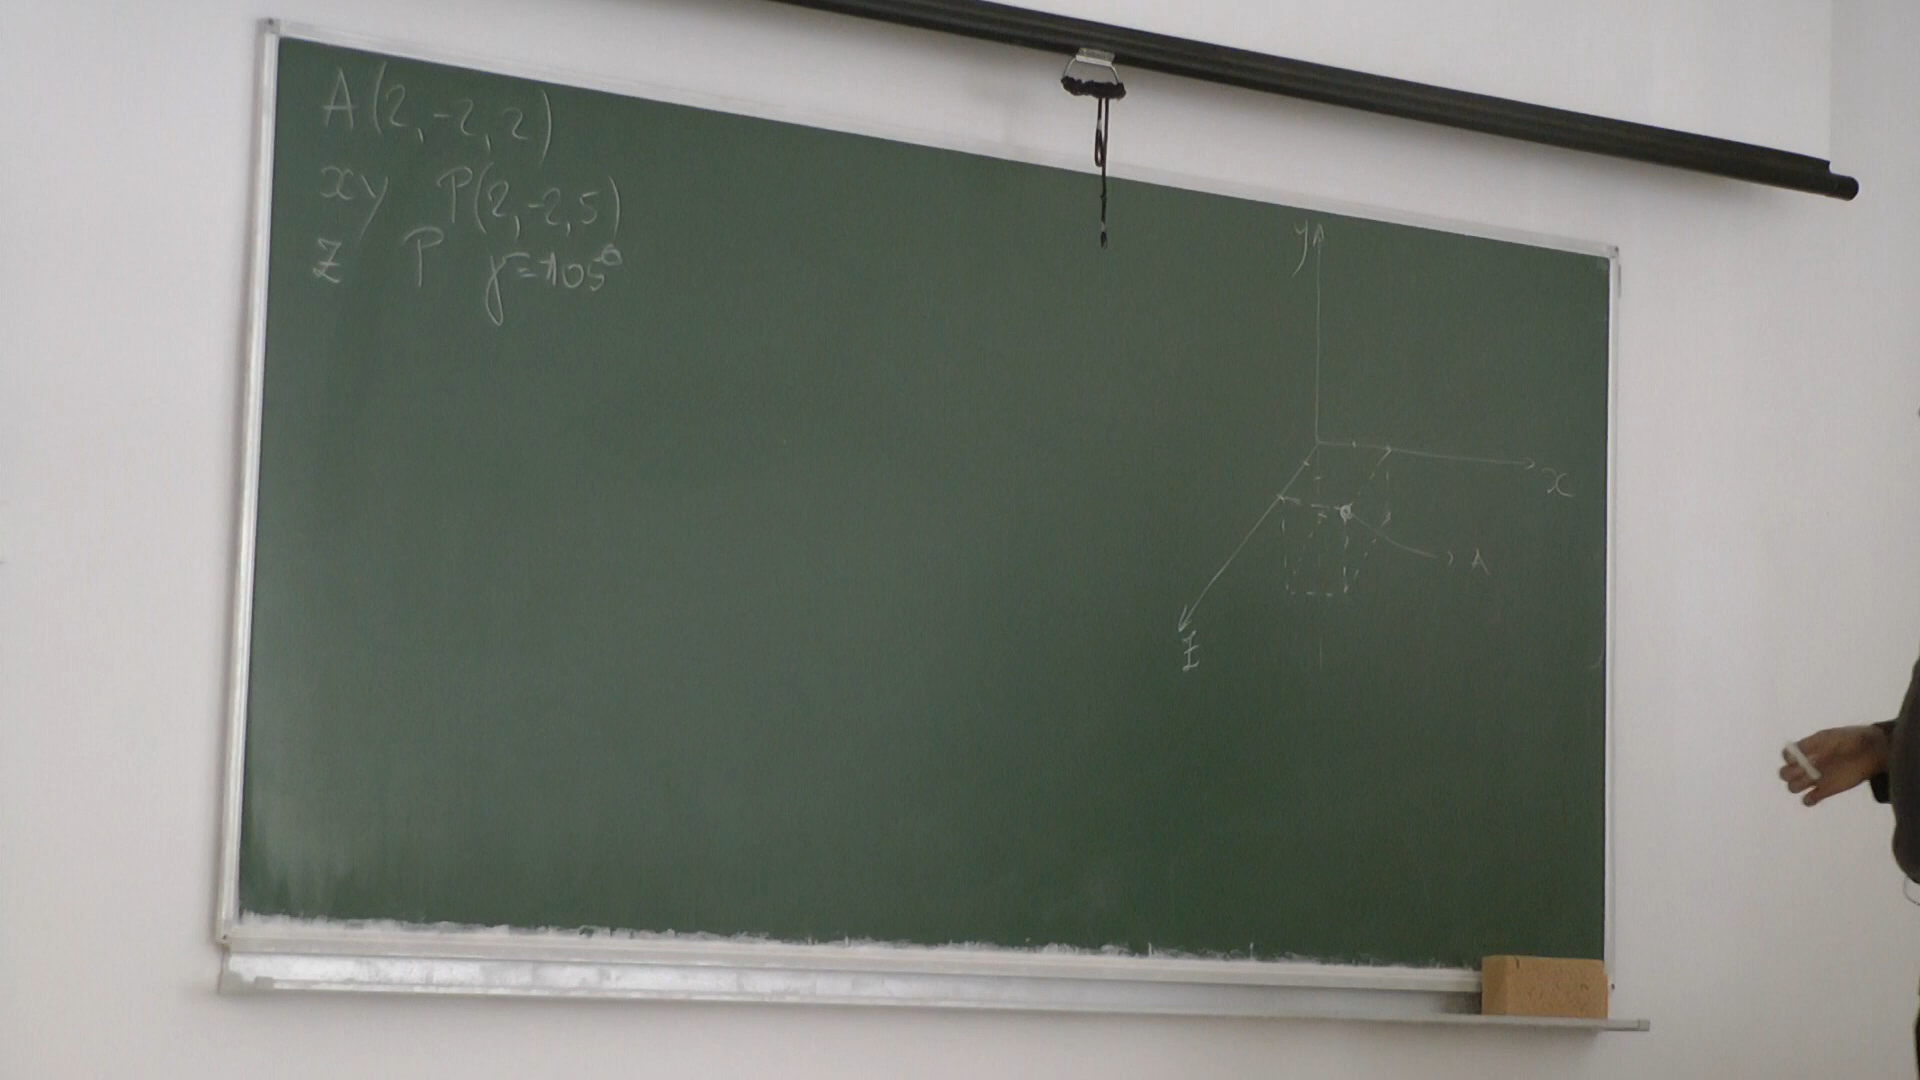 A(2,-2,2)
xy P(2,-2,5)
Z P γ=105°
y
x
A
Z